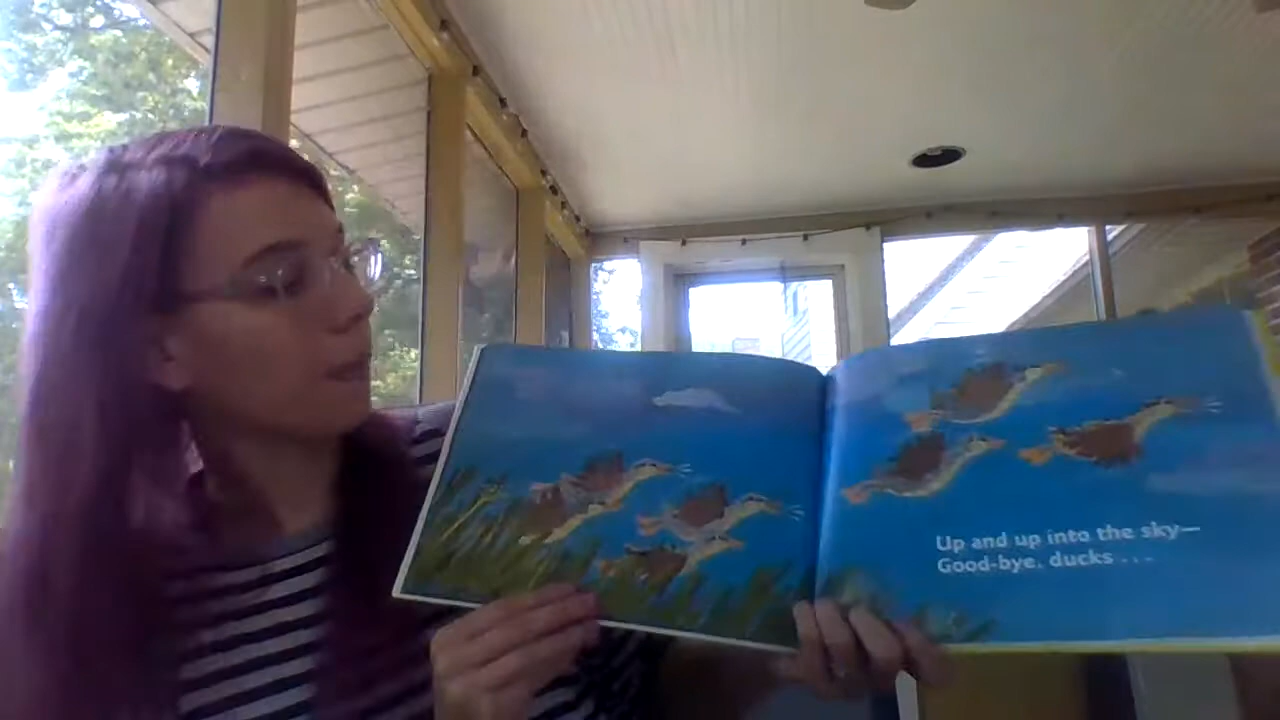 Up and up into the sky—
Good-bye, ducks . . .